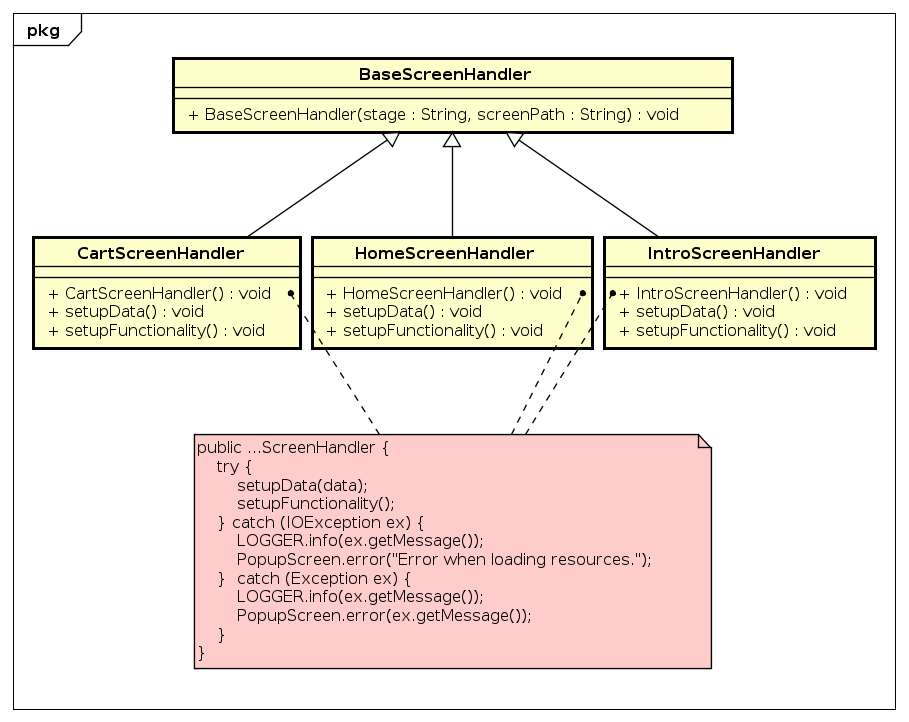 pkg
BaseScreenHandler
+ BaseScreenHandler(stage : String, screenPath : String) : void
CartScreenHandler
+ CartScreenHandler() : void
+ setupData() : void
+ setupFunctionality() : void
HomeScreenHandler
+ HomeScreenHandler() : void
+ setupData() : void
+ setupFunctionality() : void
IntroScreenHandler
+ IntroScreenHandler() : void
+ setupData() : void
+ setupFunctionality() : void
public ...ScreenHandler {
try {
setupData(data);
setupFunctionality();
} catch (IOException ex) {
LOGGER.info(ex.getMessage());
PopupScreen.error("Error when loading resources.");
} catch (Exception ex) {
LOGGER.info(ex.getMessage());
PopupScreen.error(ex.getMessage());
}
}